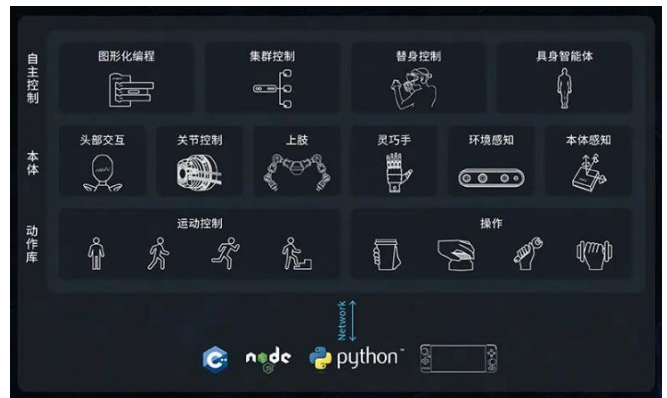 自主控制
图形化编程
集群控制
替身控制
具身智能体
本体
头部交互
关节控制
上肢
灵巧手
环境感知
本体感知
动作库
运动控制
操作
Network
C++
node
JS
python